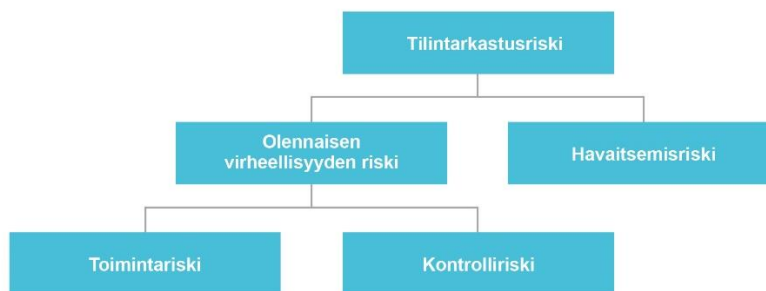 Tilintarkastusriski
Olennaisen
virheellisyyden riski
Havaitsemisriski
Toimintariski
Kontrolliriski